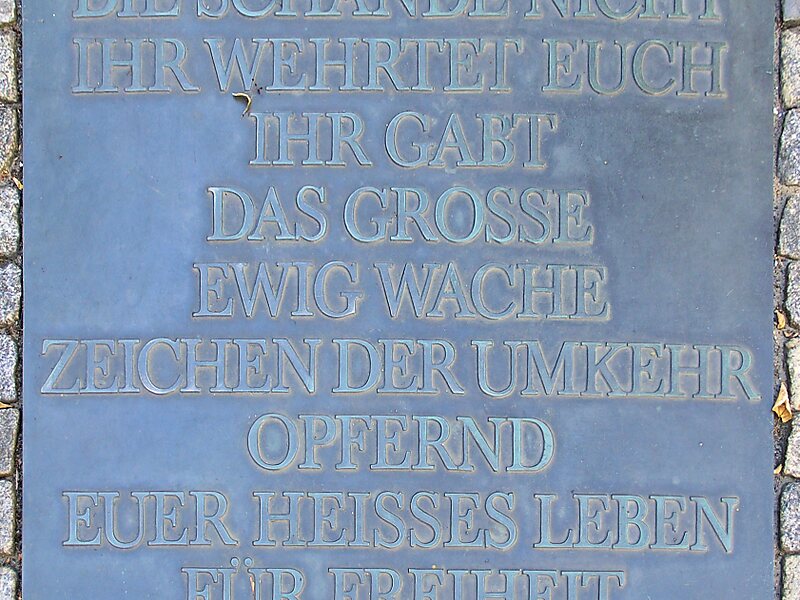 DIE SCHANDE NICHT
IHR WEHRTET EUCH
IHR GABT
DAS GROSSE
EWIG WACHE
ZEICHEN DER UMKEHR
OPFERND
EUER HEISSES LEBEN
FÜR FREIHEIT